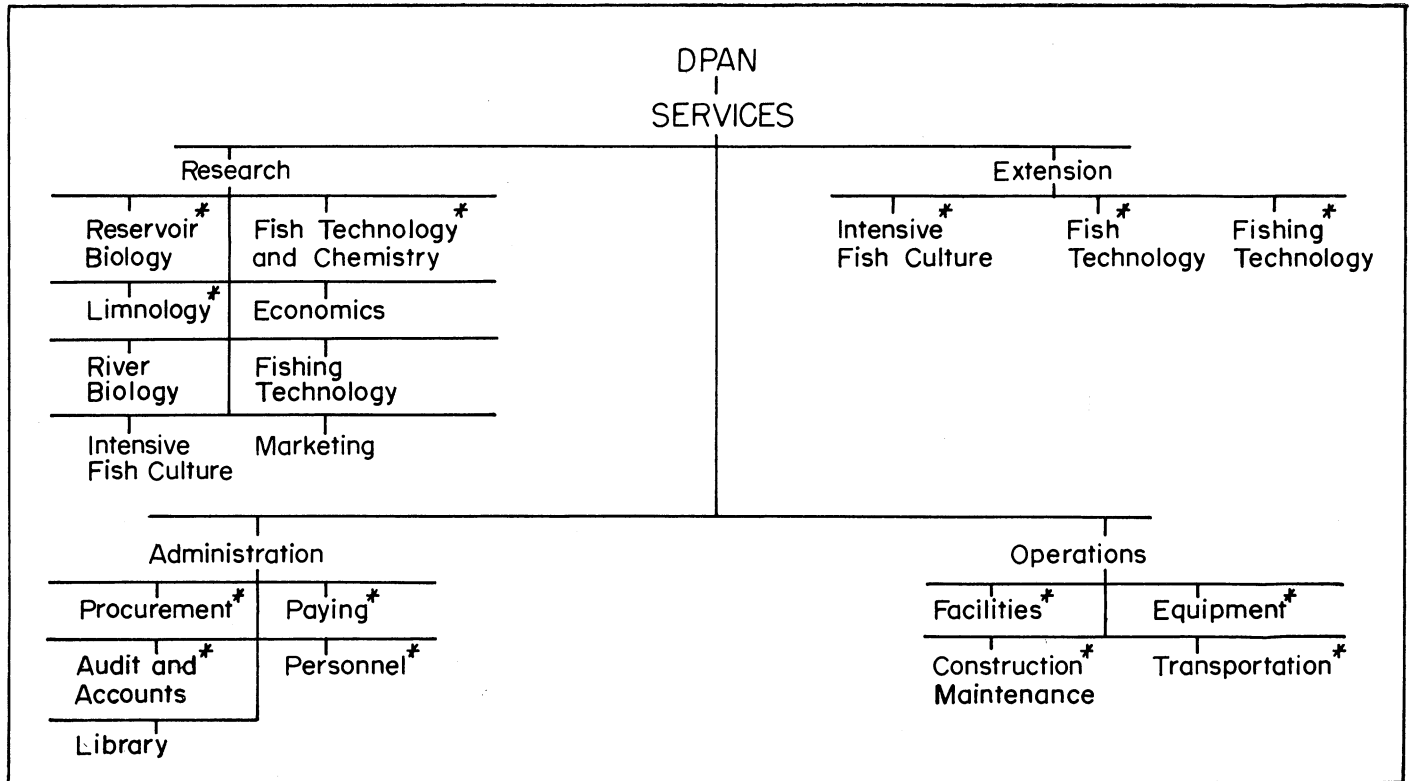 DPAN
SERVICES
Research
Reservoir*
Biology
Fish Technology*
and Chemistry
Limnology*
Economics
River
Biology
Fishing
Technology
Intensive
Fish Culture
Marketing
Extension
Intensive*
Fish Culture
Fish*
Technology
Fishing*
Technology
Administration
Procurement*
Paying*
Audit and*
Accounts
Personnel*
Library
Operations
Facilities*
Equipment*
Construction*
Maintenance
Transportation*